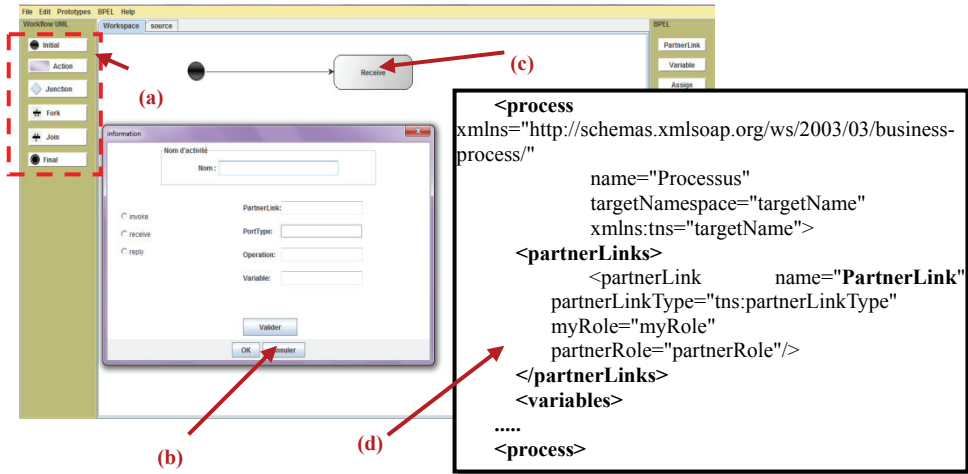 File Edit Prototypes BPEL Help
Workflow UML
Workspace source
BPEL
Initial
Action
Junction
Fork
Join
Final
(a)
Receive
(c)
PartnerLink
Variable
Assign
information
Nom d'activité
Nom :
invoke
receive
reply
PartnerLink:
PortType:
Operation:
Variable:
Valider
OK
(b)
(d)
<process
xmlns="http://schemas.xmlsoap.org/ws/2003/03/business-
process/"
name="Processus"
targetNamespace="targetName"
xmlns:tns="targetName">
<partnerLinks>
<partnerLink name="PartnerLink"
partnerLinkType="tns:partnerLinkType"
myRole="myRole"
partnerRole="partnerRole"/>
</partnerLinks>
<variables>
.....
<process>